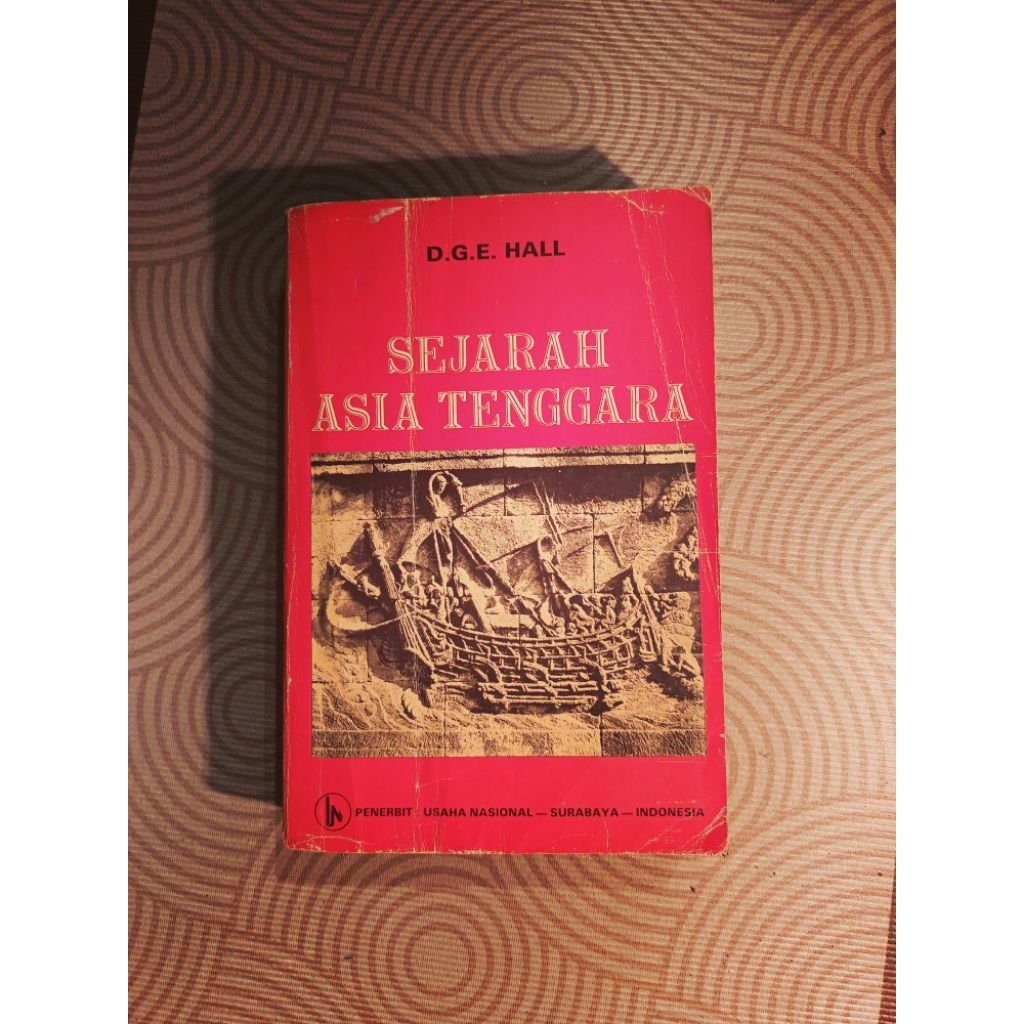 D.G.E. HALL
SEJARAH
ASIA TENGGARA
PENERBIT : USAHA NASIONAL — SURABAYA — INDONESIA